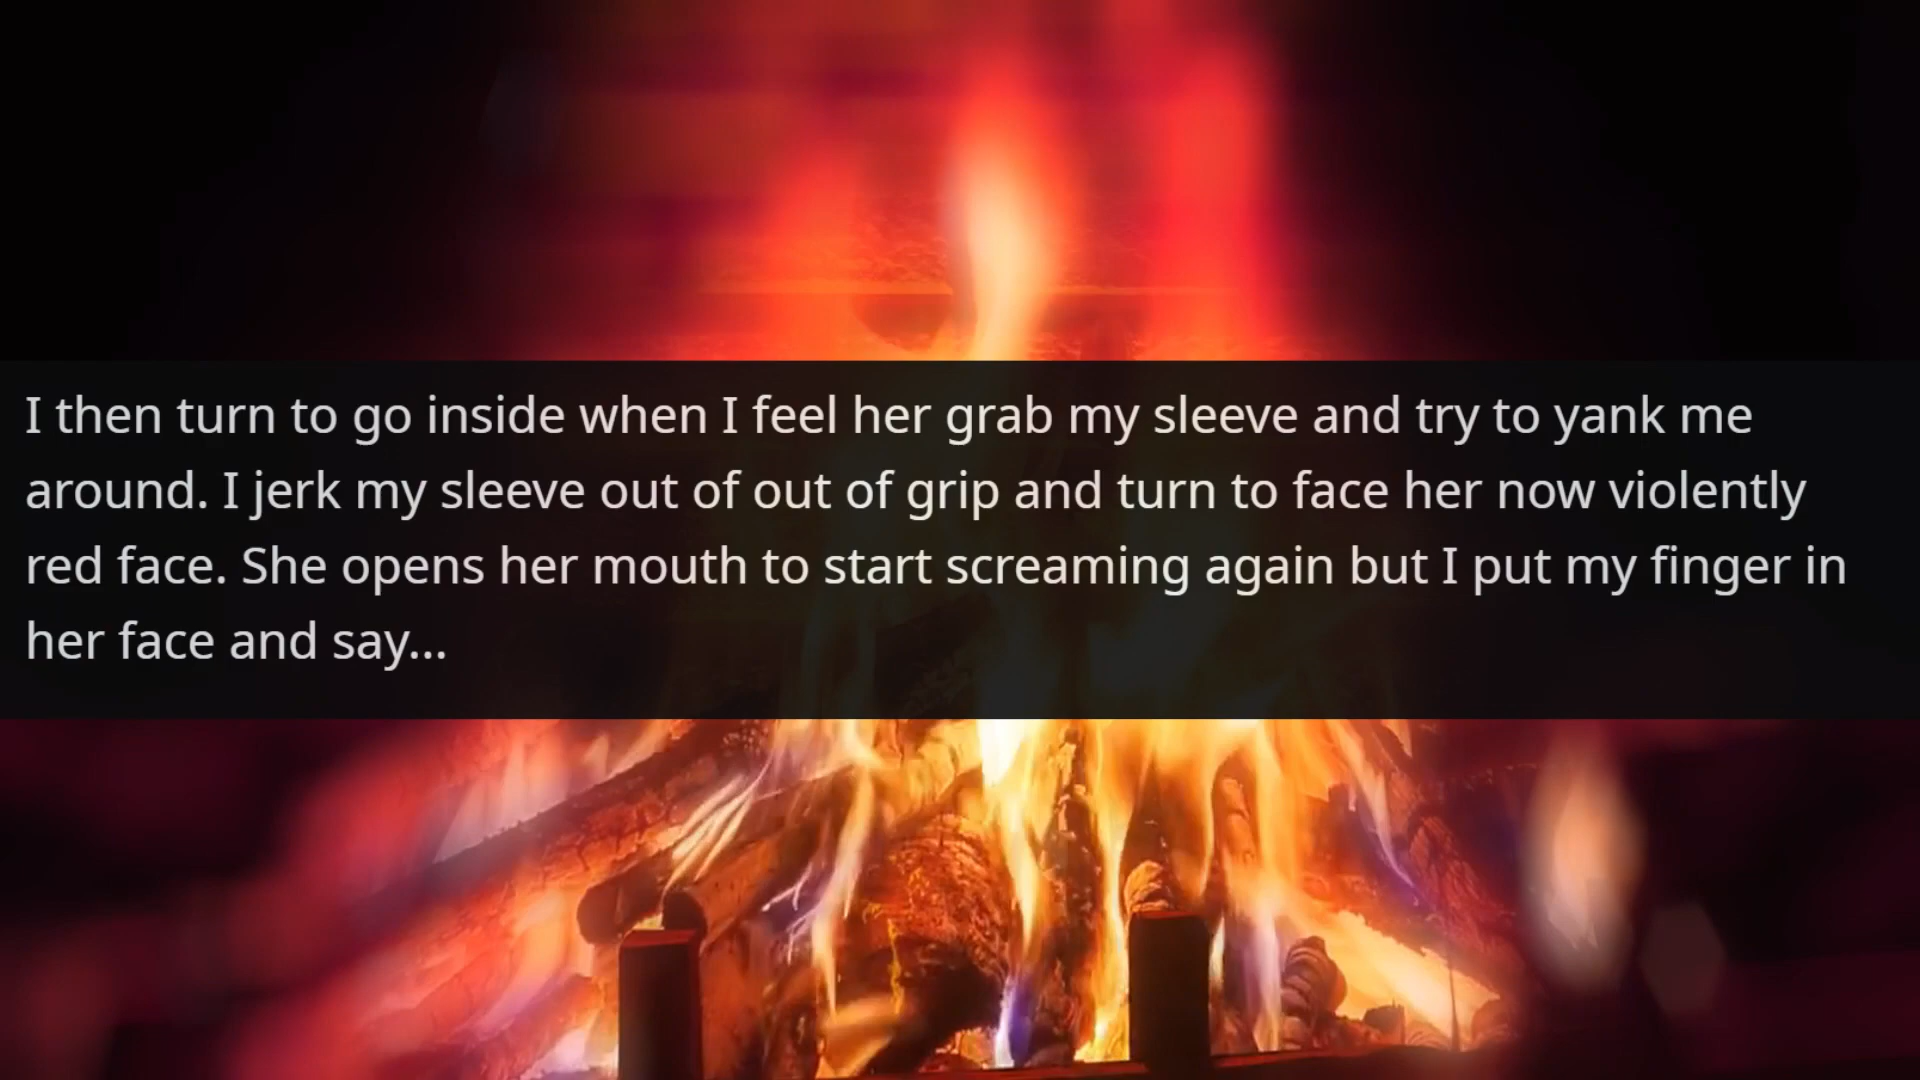 I then turn to go inside when I feel her grab my sleeve and try to yank me
around. I jerk my sleeve out of out of grip and turn to face her now violently
red face. She opens her mouth to start screaming again but I put my finger in
her face and say...